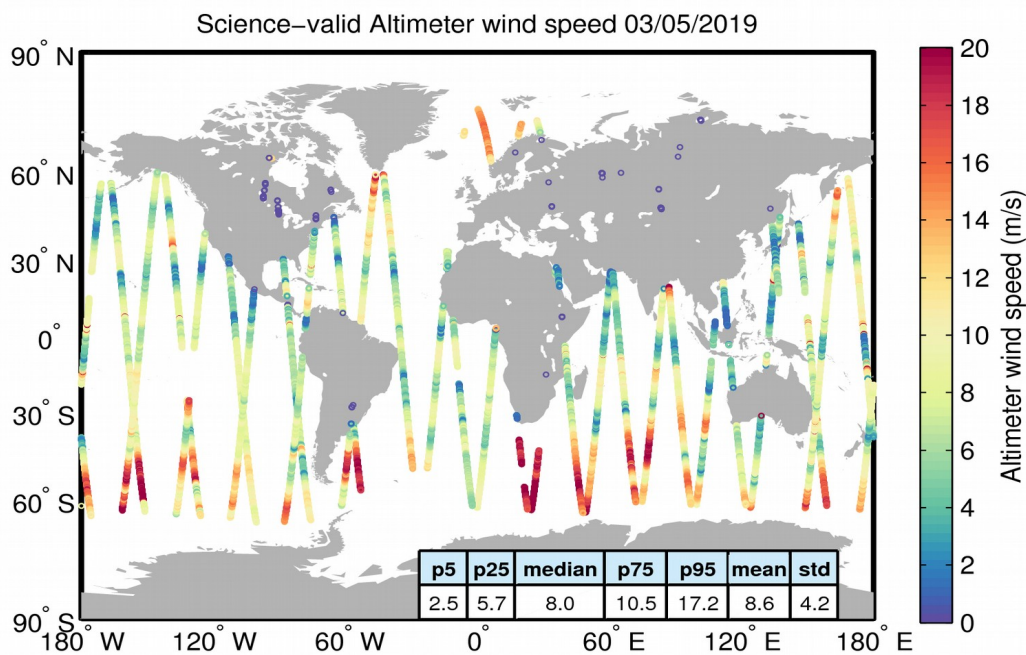 Science−valid Altimeter wind speed 03/05/2019
90° N
60° N
30° N
0°
30° S
60° S
90° S
180° W
120° W
60° W
0°
60° E
120° E
180° E
p5 p25 median p75 p95 mean std
2.5 5.7 8.0 10.5 17.2 8.6 4.2
20
18
16
14
12
10
8
6
4
2
0
Altimeter wind speed (m/s)